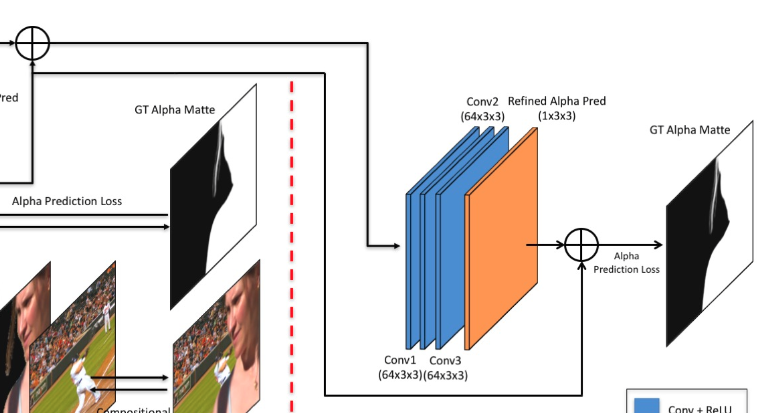 Conv2 Refined Alpha Pred
(64x3x3) (1x3x3)
Pred
GT Alpha Matte
GT Alpha Matte
Alpha Prediction Loss
Alpha
Prediction Loss
Conv1 Conv3
(64x3x3)(64x3x3)
Compositional
Conv + ReLU